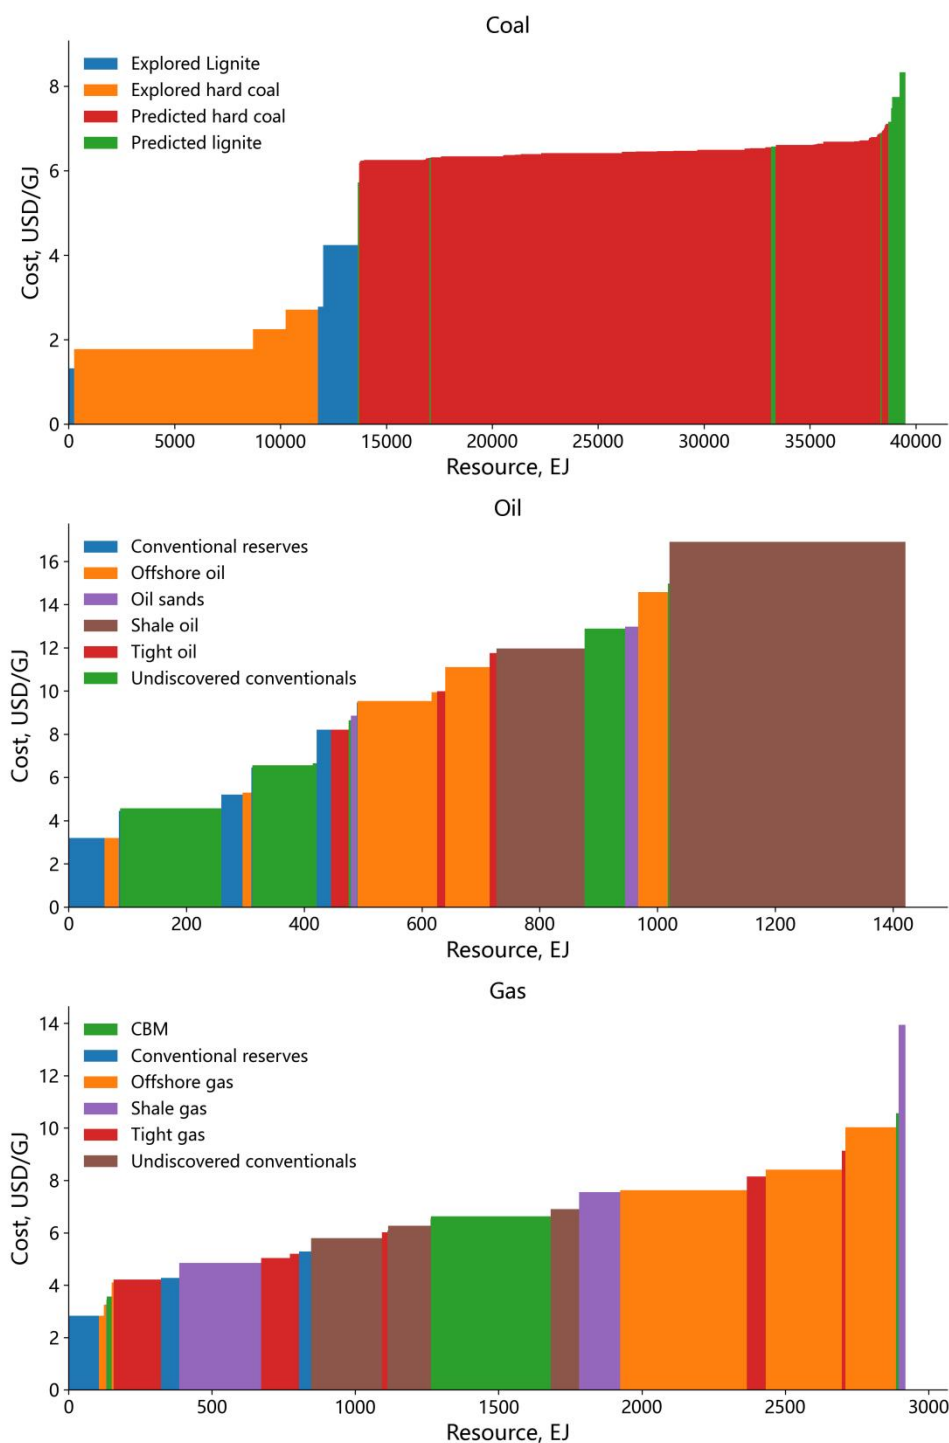 Coal
Explored Lignite
Explored hard coal
Predicted hard coal
Predicted lignite
Cost, USD/GJ
8
6
4
2
0
0 5000 10000 15000 20000 25000 30000 35000 40000
Resource, EJ
Oil
Conventional reserves
Offshore oil
Oil sands
Shale oil
Tight oil
Undiscovered conventionals
Cost, USD/GJ
16
14
12
10
8
6
4
2
0
0 200 400 600 800 1000 1200 1400
Resource, EJ
Gas
CBM
Conventional reserves
Offshore gas
Shale gas
Tight gas
Undiscovered conventionals
Cost, USD/GJ
14
12
10
8
6
4
2
0
0 500 1000 1500 2000 2500 3000
Resource, EJ